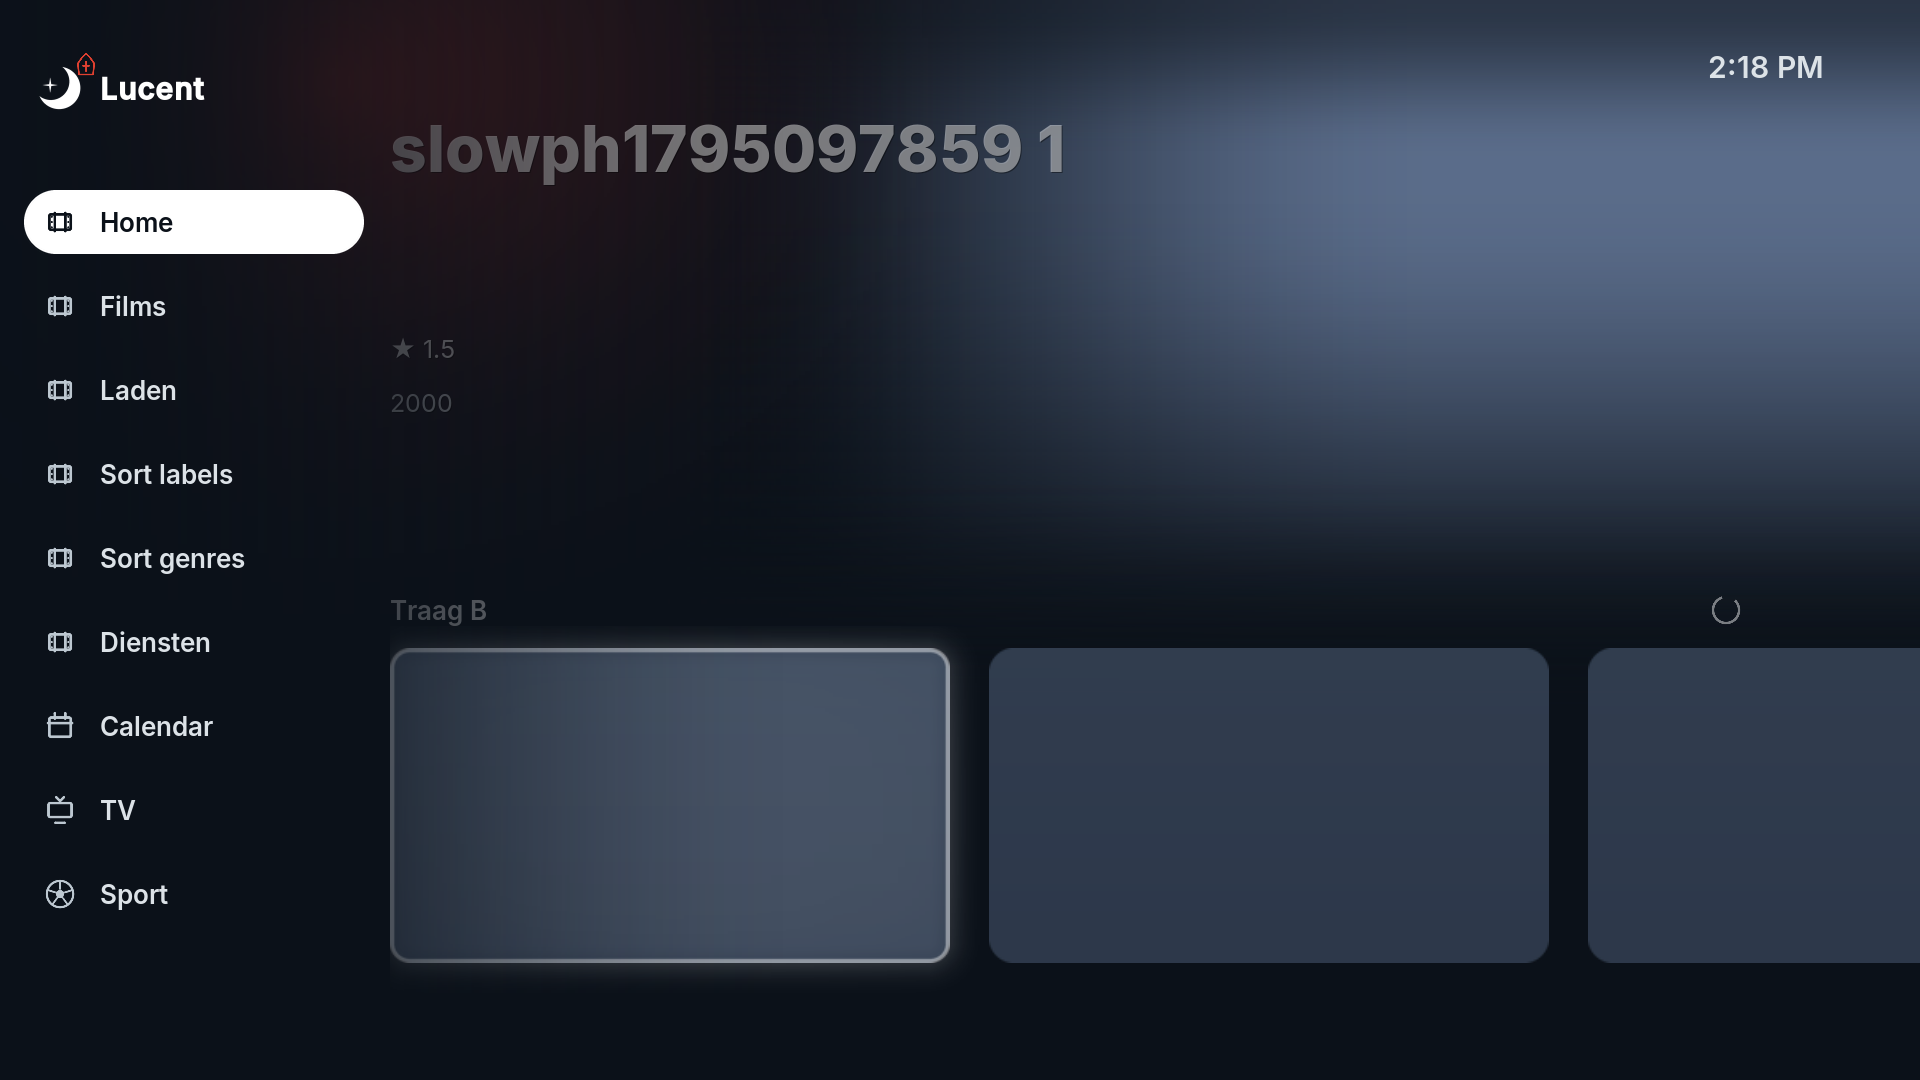 Lucent
2:18 PM
slowph1795097859 1
Home
Films
★ 1.5
Laden
2000
Sort labels
Sort genres
Traag B
Diensten
Calendar
TV
Sport